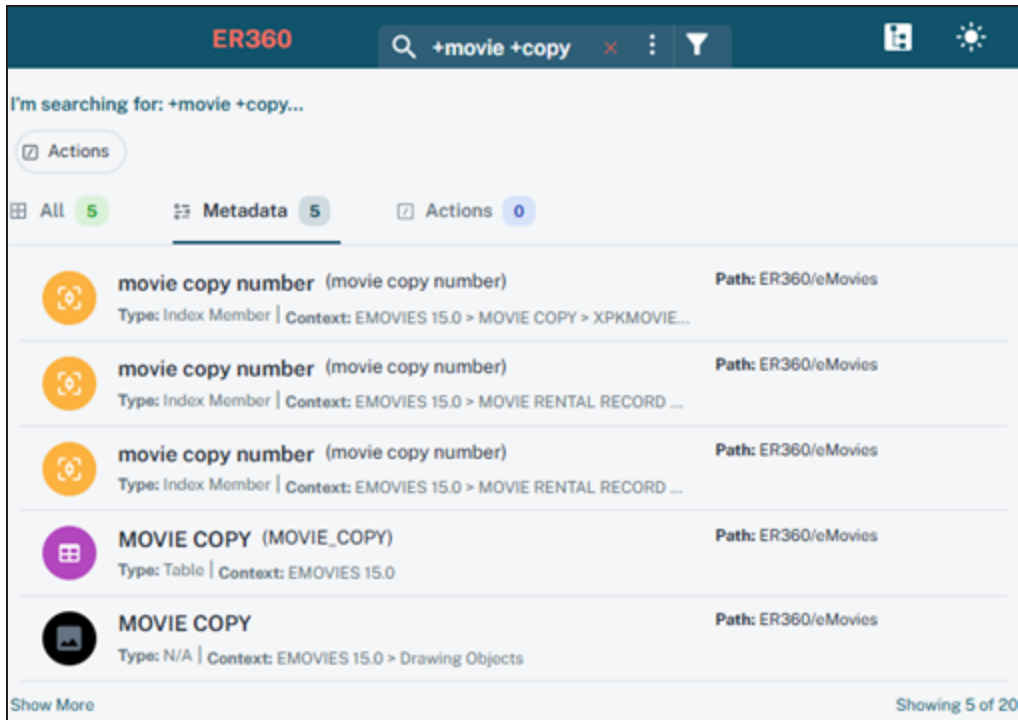 ER360
+movie +copy
I'm searching for: +movie +copy...
Actions
All 5 Metadata 5 Actions 0
movie copy number (movie copy number) Path: ER360/eMovies
Type: Index Member | Context: EMOVIES 15.0 > MOVIE COPY > XPKMOVIE...
movie copy number (movie copy number) Path: ER360/eMovies
Type: Index Member | Context: EMOVIES 15.0 > MOVIE RENTAL RECORD ...
movie copy number (movie copy number) Path: ER360/eMovies
Type: Index Member | Context: EMOVIES 15.0 > MOVIE RENTAL RECORD ...
MOVIE COPY (MOVIE_COPY) Path: ER360/eMovies
Type: Table | Context: EMOVIES 15.0
MOVIE COPY Path: ER360/eMovies
Type: N/A | Context: EMOVIES 15.0 > Drawing Objects
Show More Showing 5 of 20